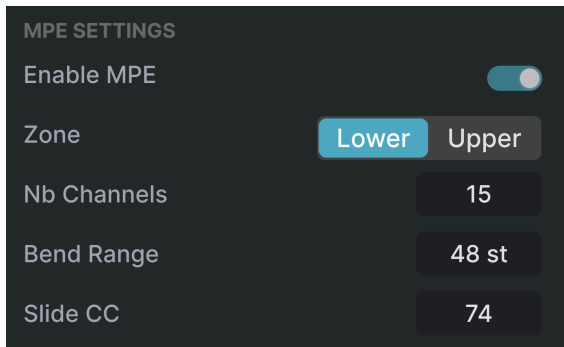 MPE SETTINGS
Enable MPE
Zone Lower Upper
Nb Channels 15
Bend Range 48 st
Slide CC 74